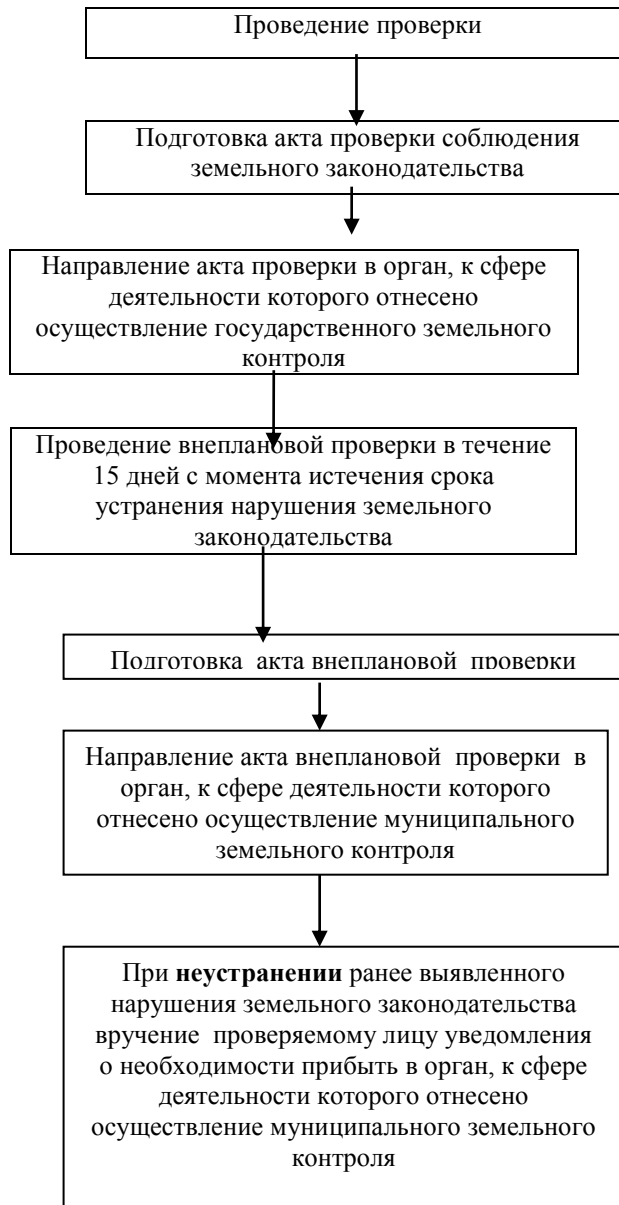 Проведение проверки
Подготовка акта проверки соблюдения
земельного законодательства
Направление акта проверки в орган, к сфере
деятельности которого отнесено
осуществление государственного земельного
контроля
Проведение внеплановой проверки в течение
15 дней с момента истечения срока
устранения нарушения земельного
законодательства
Подготовка акта внеплановой проверки
Направление акта внеплановой проверки в
орган, к сфере деятельности которого
отнесено осуществление муниципального
земельного контроля
При неустранении ранее выявленного
нарушения земельного законодательства
вручение проверяемому лицу уведомления
о необходимости прибыть в орган, к сфере
деятельности которого отнесено
осуществление муниципального земельного
контроля